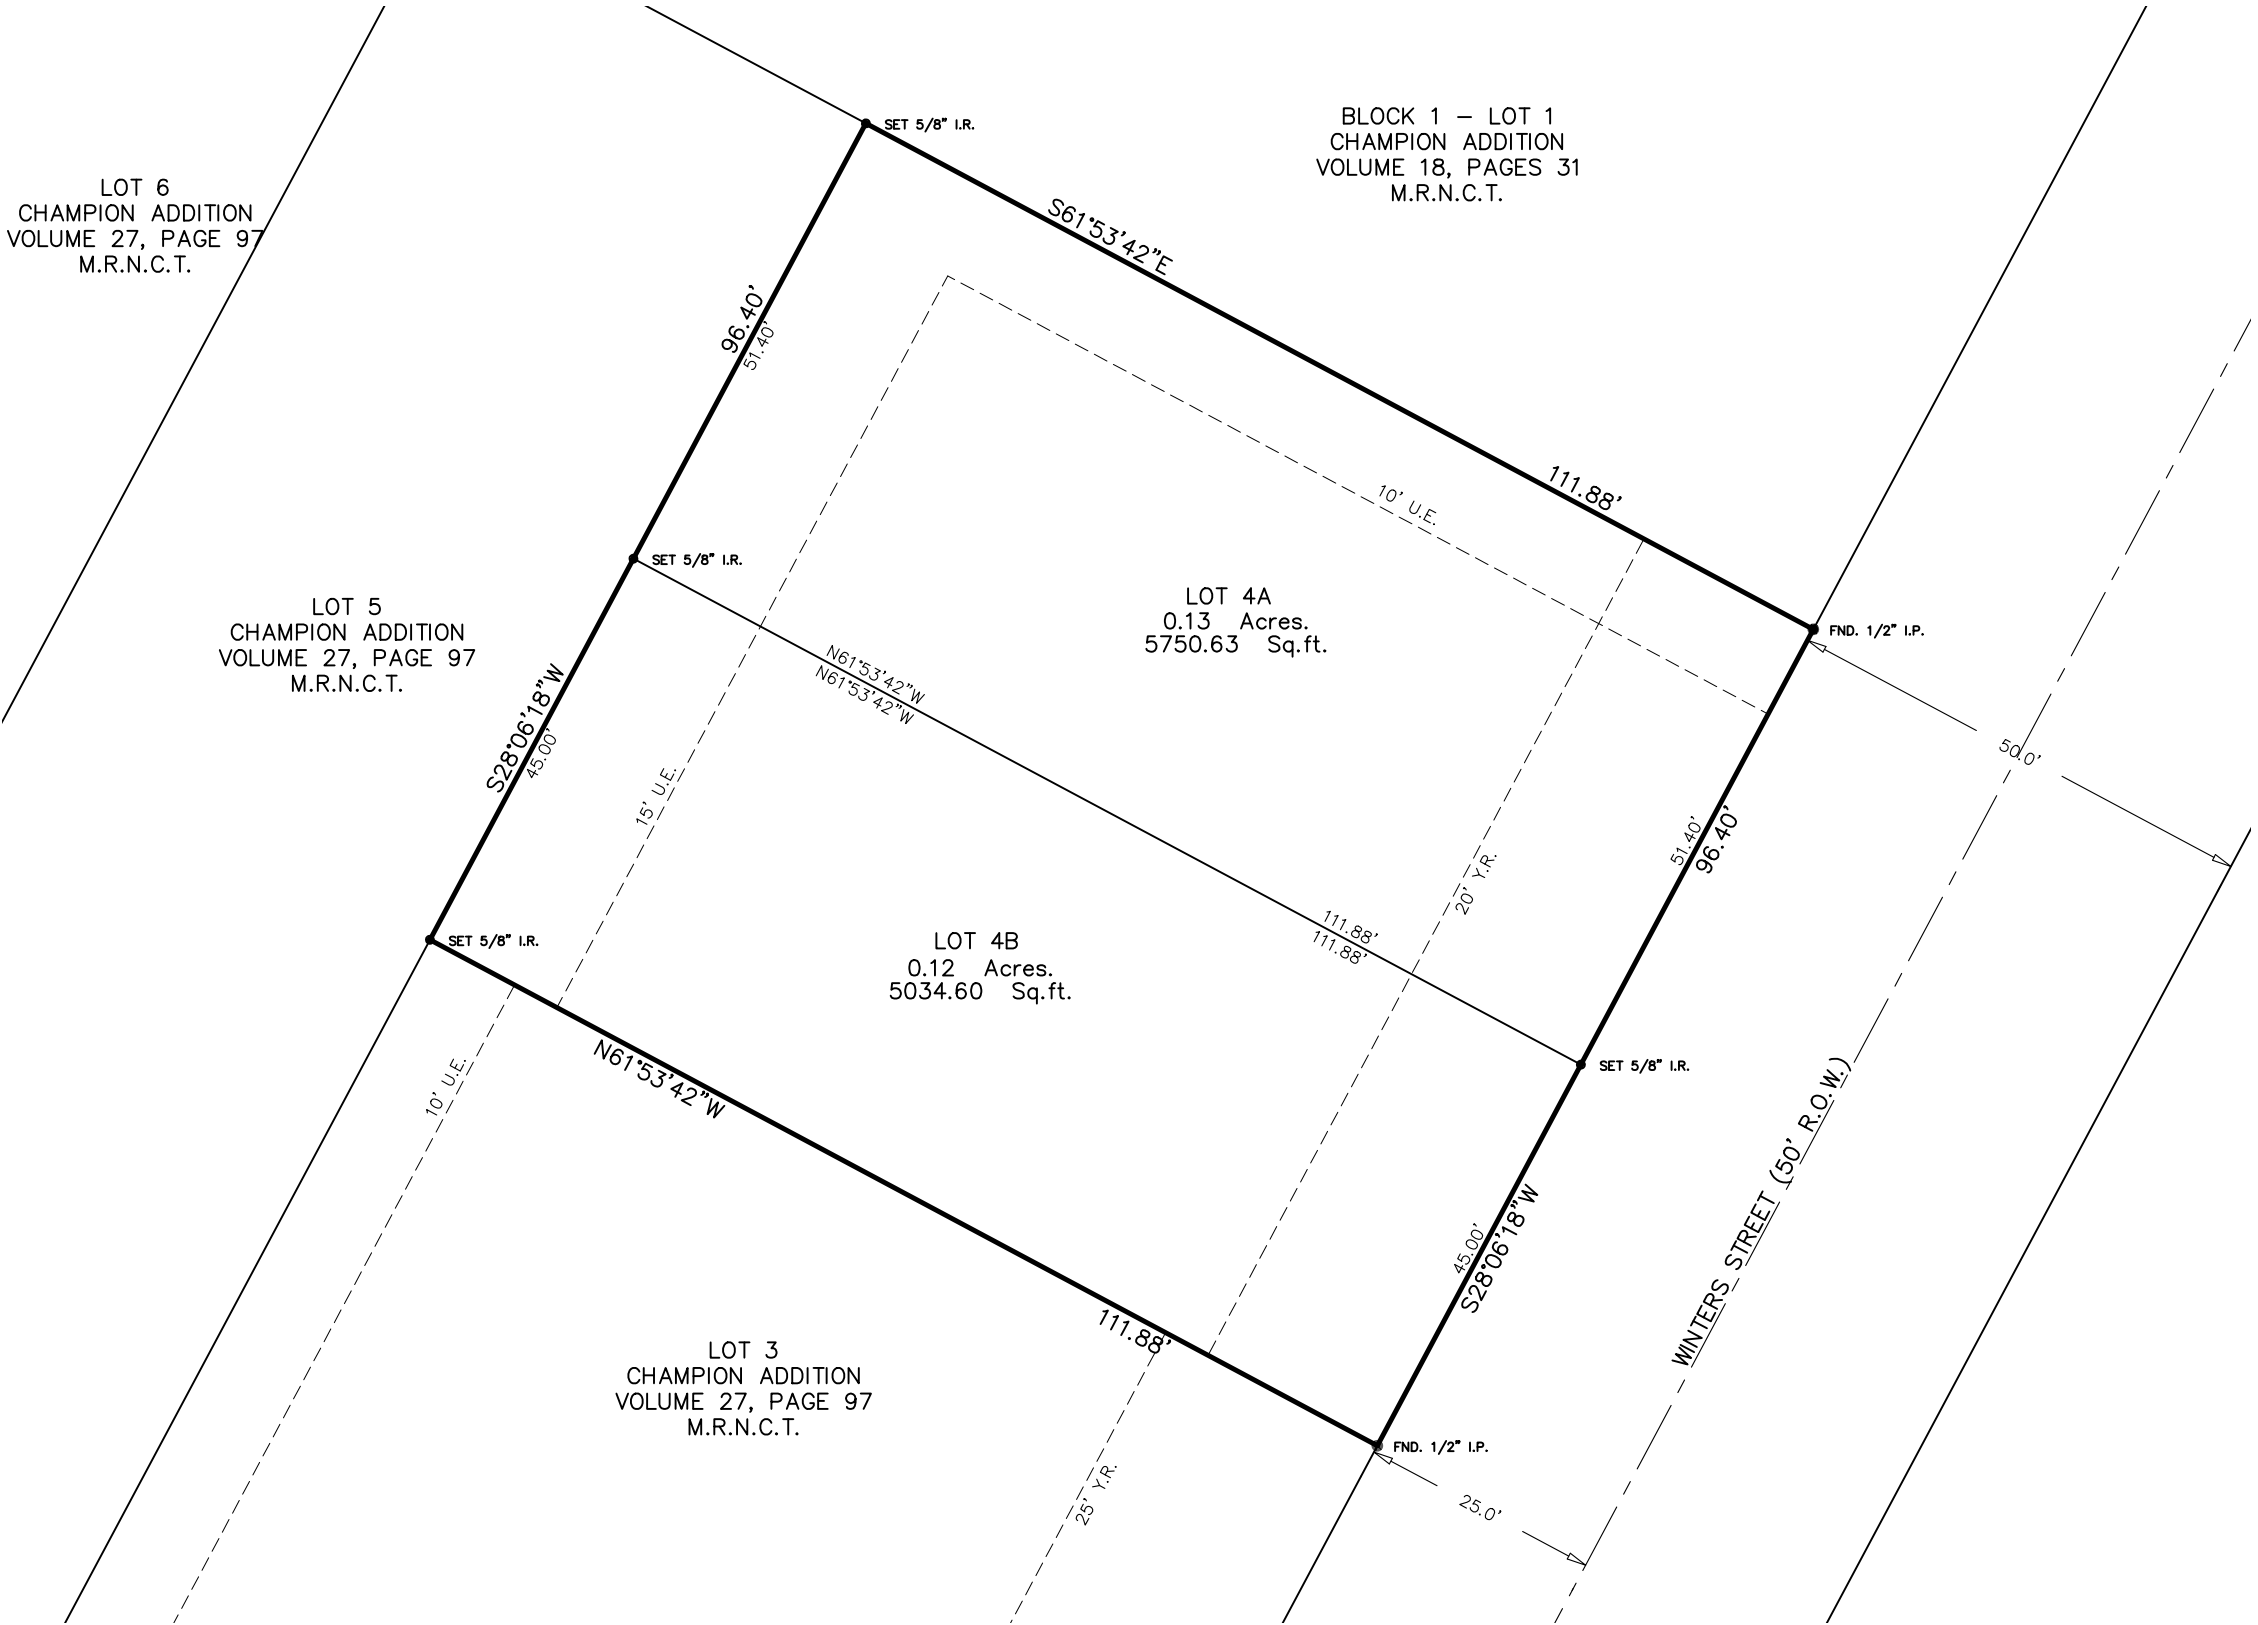 BLOCK 1 – LOT 1
CHAMPION ADDITION
VOLUME 18, PAGES 31
M.R.N.C.T.
SET 5/8" I.R.
LOT 6
CHAMPION ADDITION
VOLUME 27, PAGE 97
M.R.N.C.T.
S61°53'42"E
96.40'
51.40'
111.88'
10' U.E.
SET 5/8" I.R.
LOT 4A
0.13 Acres.
5750.63 Sq.ft.
FND. 1/2" I.P.
LOT 5
CHAMPION ADDITION
VOLUME 27, PAGE 97
M.R.N.C.T.
N61°53'42"W
N61°53'42"W
S28°06'18"W
45.00'
50.0'
15' U.E.
51.40'
96.40'
20' Y.R.
111.88'
111.88'
SET 5/8" I.R.
LOT 4B
0.12 Acres.
5034.60 Sq.ft.
SET 5/8" I.R.
N61°53'42"W
10' U.E.
WINTERS STREET (50' R.O.W.)
45.00'
S28°06'18"W
111.88'
LOT 3
CHAMPION ADDITION
VOLUME 27, PAGE 97
M.R.N.C.T.
FND. 1/2" I.P.
25' Y.R.
25.0'